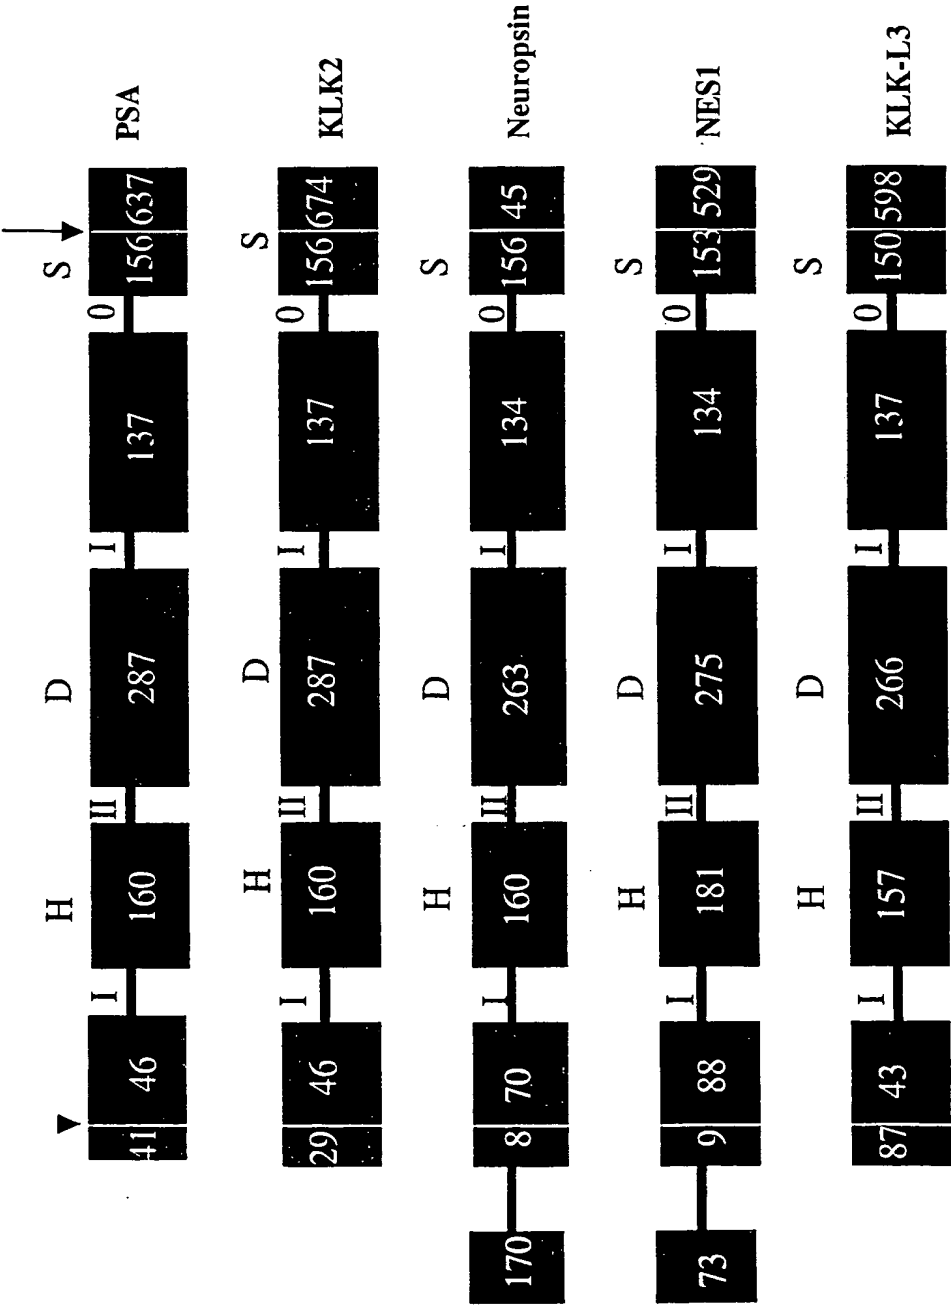 H D S
41 46 I 160 II 287 I 137 0 156 637 PSA
H D S
29 46 I 160 II 287 I 137 0 156 674 KLK2
H D S
170 8 70 I 160 II 263 I 134 0 156 45 Neuropsin
H D S
73 9 88 I 181 II 275 I 134 0 153 529 NES1
H D S
87 43 I 157 II 266 I 137 0 150 598 KLK-L3